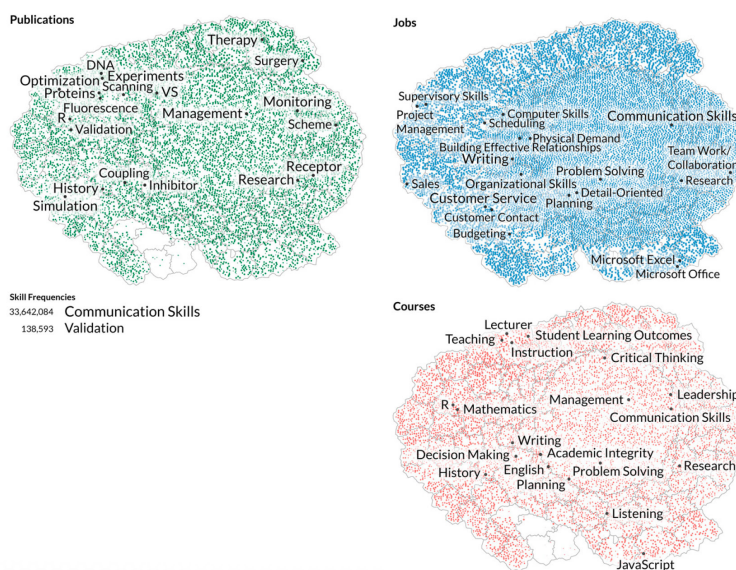 Publications
Therapy
Surgery
DNA
Optimization
Experiments
Scanning
Proteins
VS
Fluorescence
Monitoring
R
Management
Validation
Scheme
Coupling
Receptor
History
Inhibitor
Research
Simulation
Skill Frequencies
33,642,084 Communication Skills
138,593 Validation
Jobs
Supervisory Skills
Project
Management
Computer Skills
Communication Skills
Scheduling
Physical Demand
Building Effective Relationships
Team Work/
Collaboration
Writing
Problem Solving
Research
Sales
Organizational Skills
Detail-Oriented
Customer Service
Planning
Customer Contact
Budgeting
Microsoft Excel
Microsoft Office
Courses
Lecturer
Teaching
Student Learning Outcomes
Instruction
Critical Thinking
Management
Leadership
R
Mathematics
Communication Skills
Writing
Decision Making
Academic Integrity
English
Problem Solving
Research
History
Planning
Listening
JavaScript